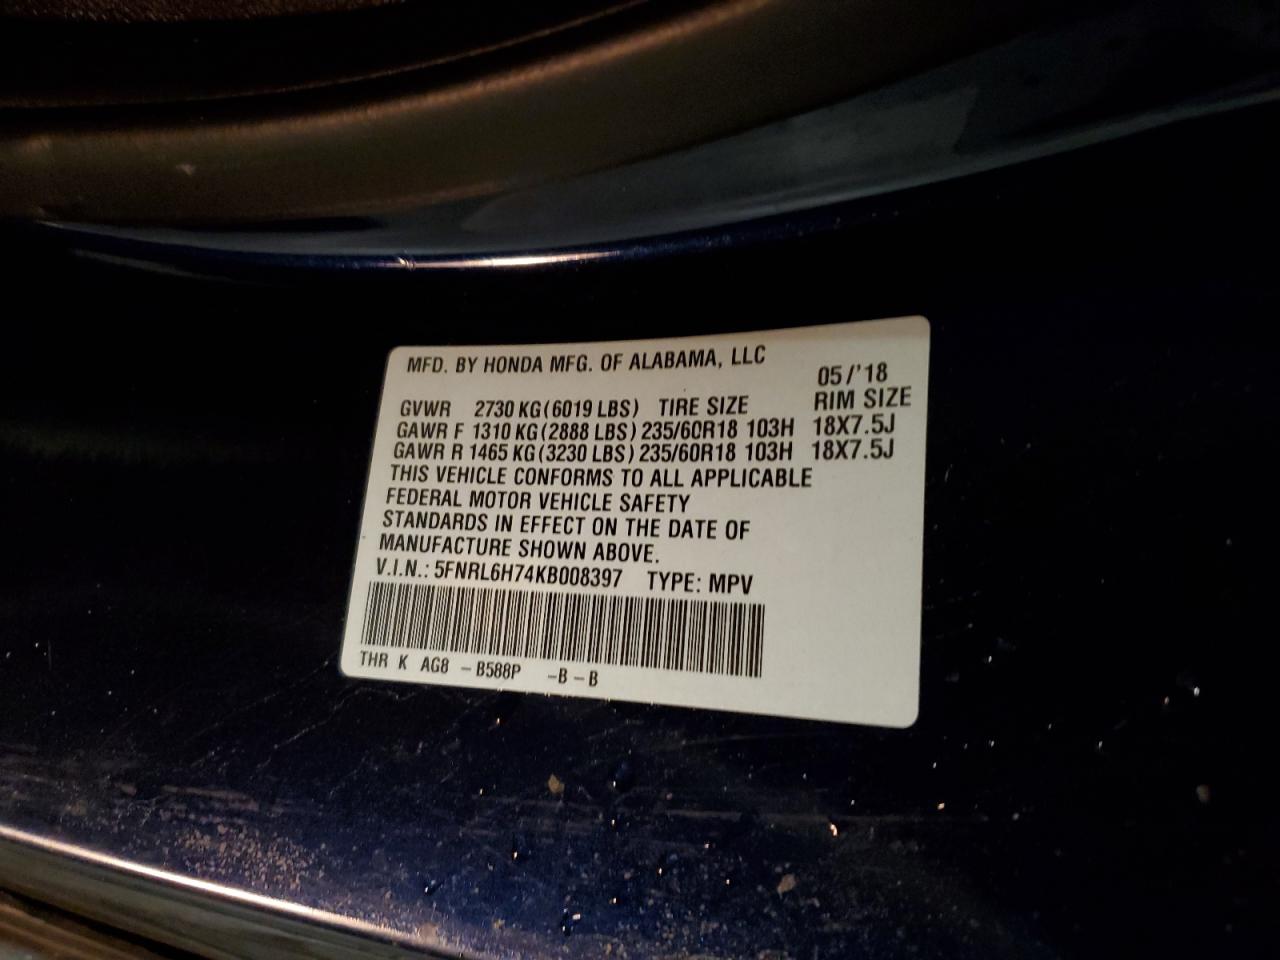 MFD. BY HONDA MFG. OF ALABAMA, LLC
05/'18
GVWR 2730 KG(6019 LBS) TIRE SIZE RIM SIZE
GAWR F 1310 KG(2888 LBS) 235/60R18 103H 18X7.5J
GAWR R 1465 KG(3230 LBS) 235/60R18 103H 18X7.5J
THIS VEHICLE CONFORMS TO ALL APPLICABLE
FEDERAL MOTOR VEHICLE SAFETY
STANDARDS IN EFFECT ON THE DATE OF
MANUFACTURE SHOWN ABOVE.
V.I.N.: 5FNRL6H74KB008397 TYPE: MPV
THR K AG8 - B588P - B - B